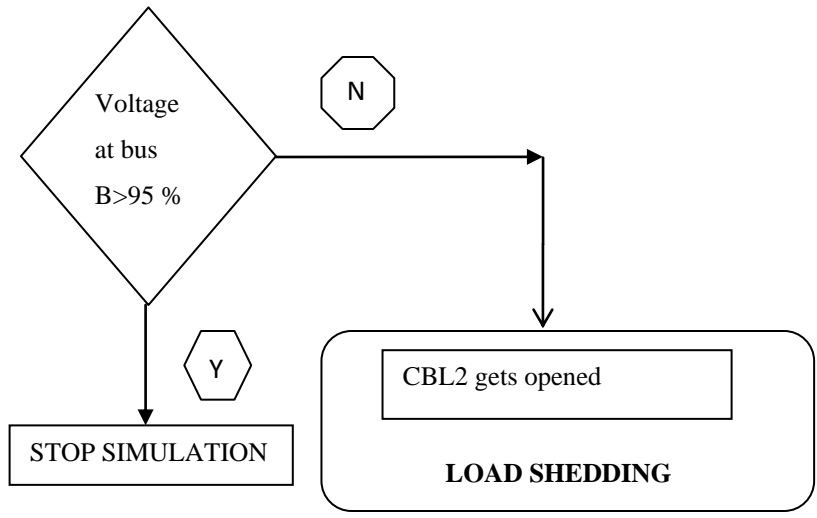 Voltage
at bus
B>95 %
N
Y
CBL2 gets opened
STOP SIMULATION
LOAD SHEDDING